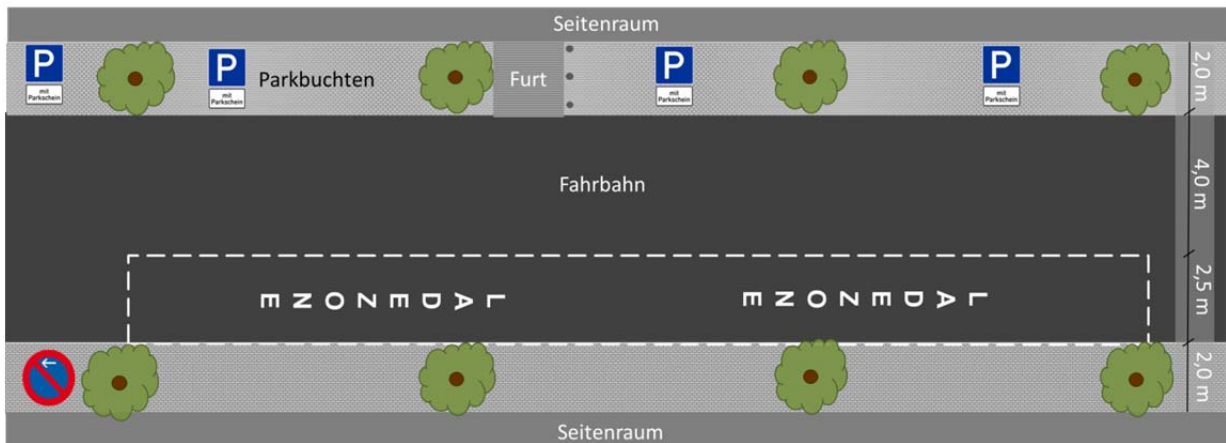 Seitenraum
P
mit
Parkschein
P
mit
Parkschein
Parkbuchten
Furt
P
mit
Parkschein
P
mit
Parkschein
2,0 m
Fahrbahn
4,0 m
LADEZONE
LADEZONE
2,5 m
2,0 m
Seitenraum